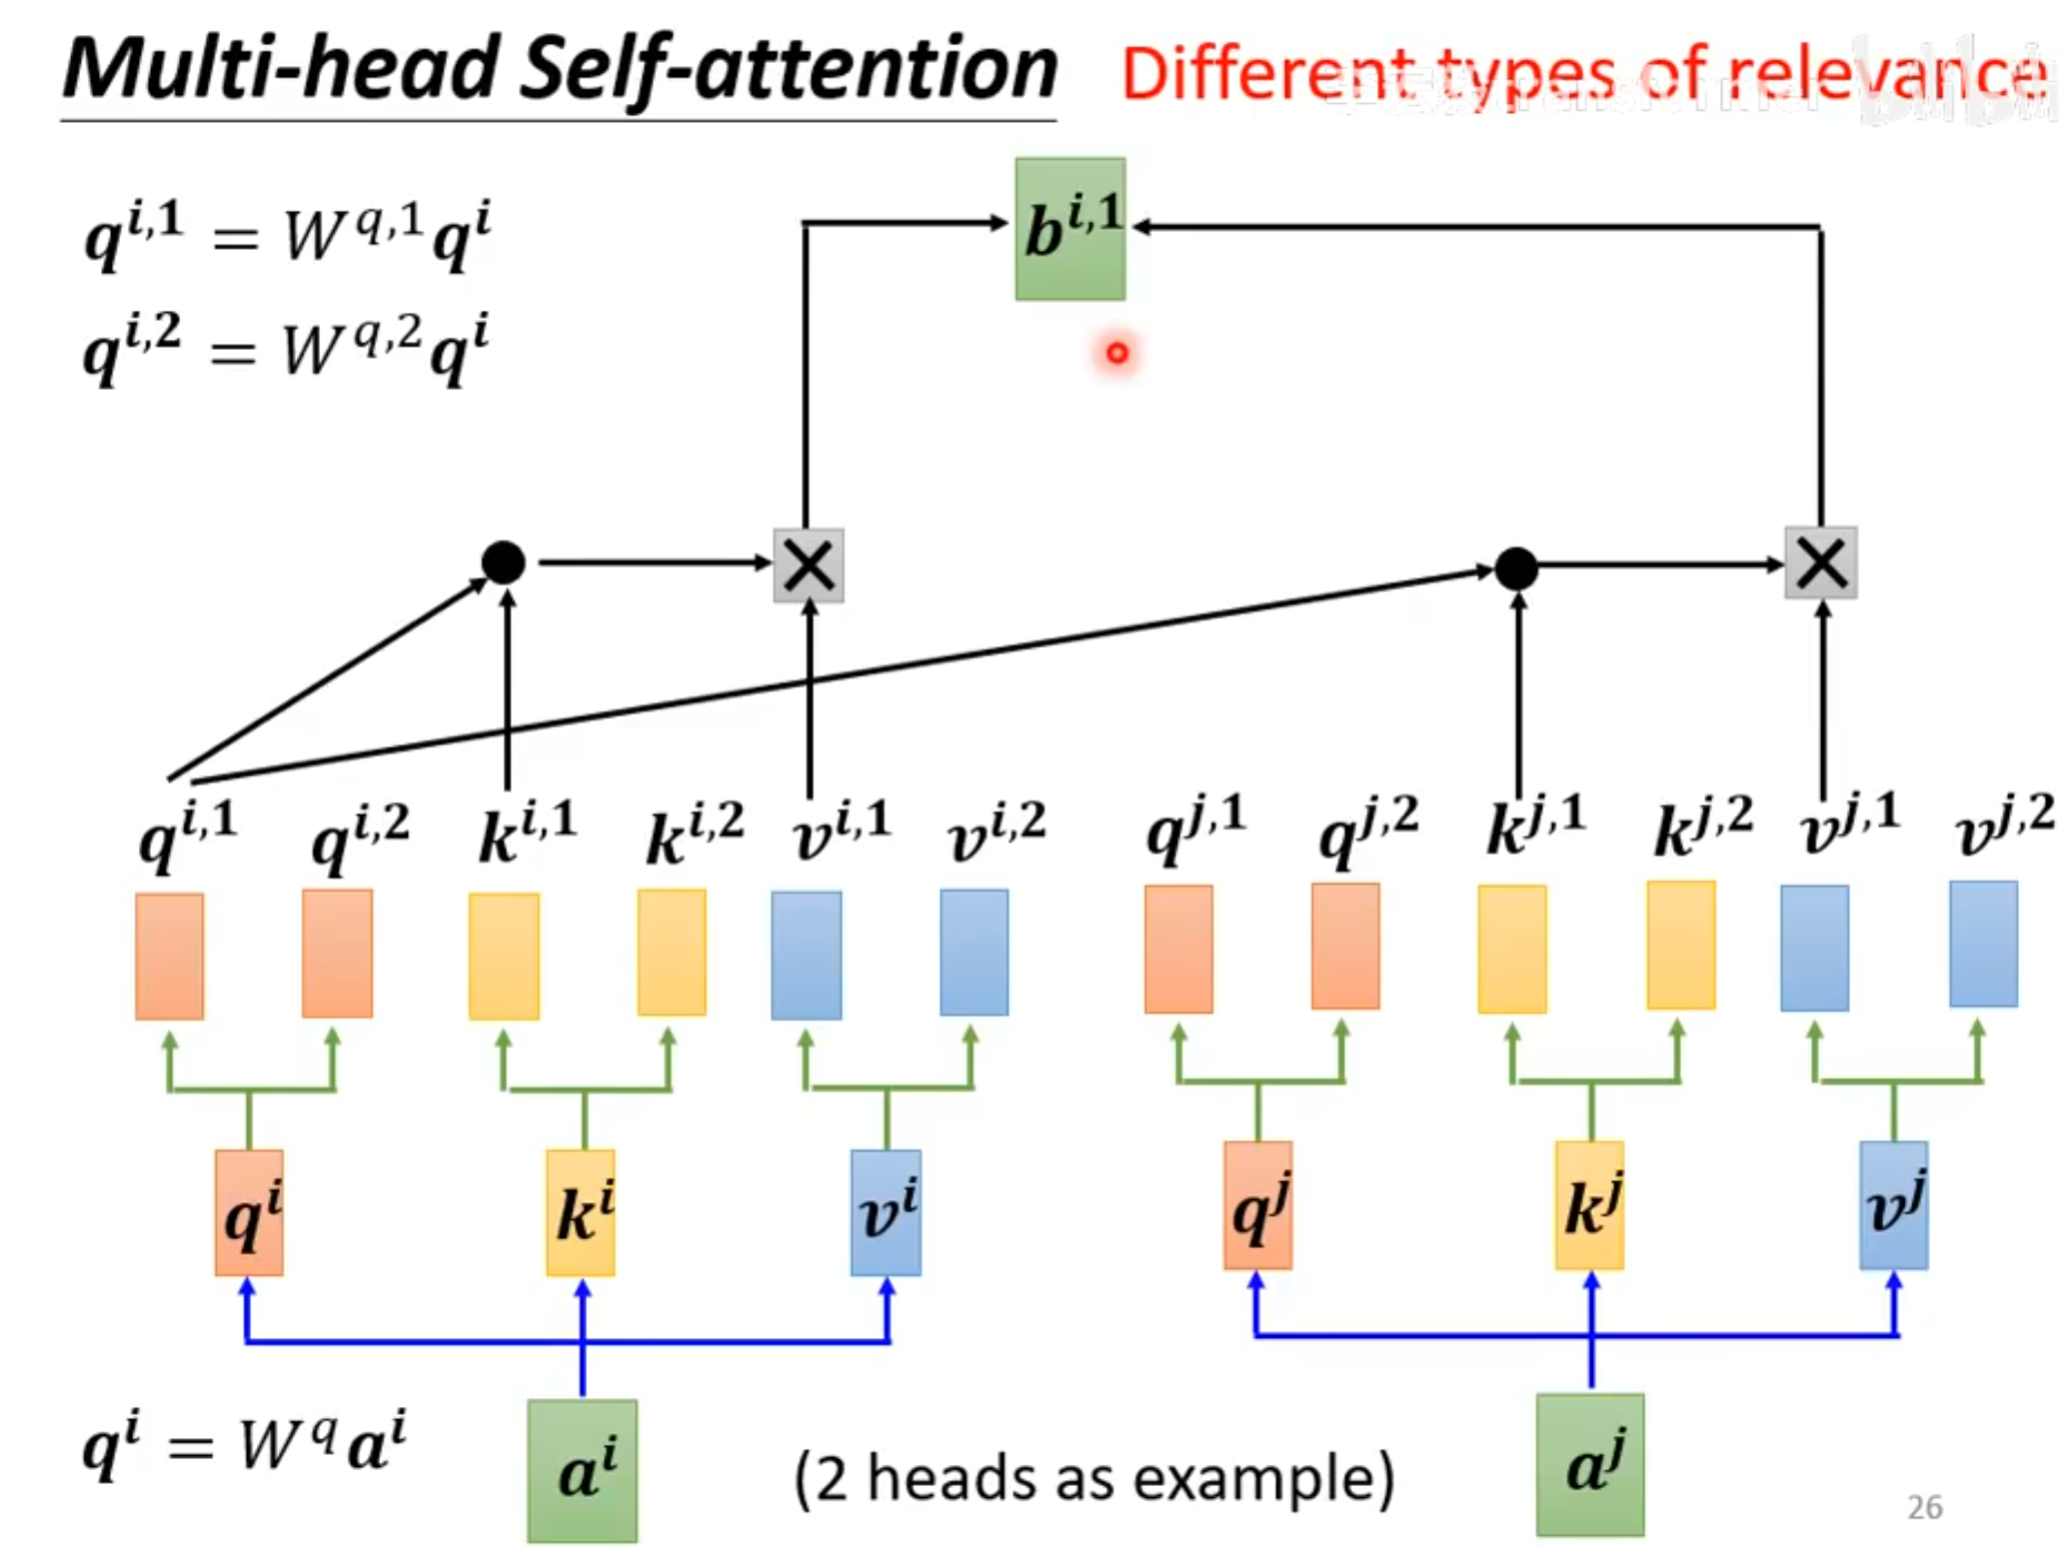 Multi-head Self-attention Different types of relevance
q^{i,1} = W^{q,1}q^i
b^{i,1}
q^{i,2} = W^{q,2}q^i
q^{i,1} q^{i,2} k^{i,1} k^{i,2} v^{i,1} v^{i,2} q^{j,1} q^{j,2} k^{j,1} k^{j,2} v^{j,1} v^{j,2}
q^i k^i v^i q^j k^j v^j
q^i = W^q a^i
a^i
(2 heads as example)
a^j
26